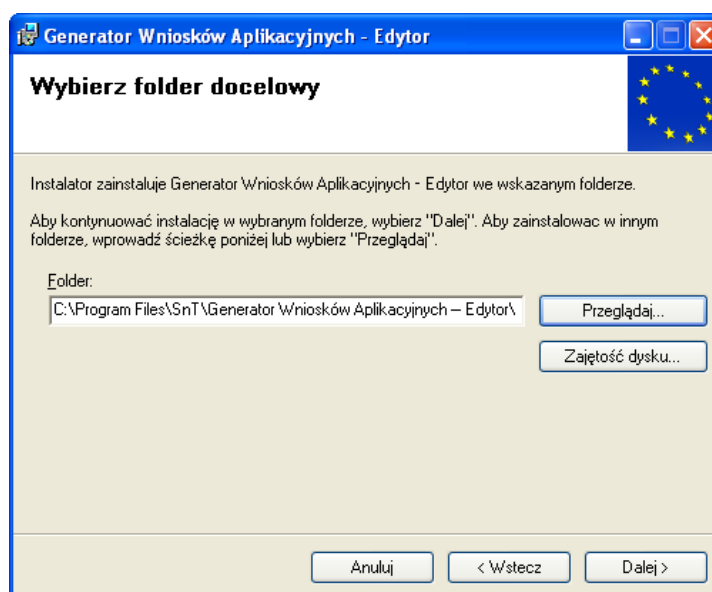 Generator Wniosków Aplikacyjnych - Edytor
Wybierz folder docelowy
Instalator zainstaluje Generator Wniosków Aplikacyjnych - Edytor we wskazanym folderze.
Aby kontynuować instalację w wybranym folderze, wybierz "Dalej". Aby zainstalowac w innym
folderze, wprowadź ścieżkę poniżej lub wybierz "Przeglądaj".
Folder:
C:\Program Files\SnT\Generator Wniosków Aplikacyjnych – Edytor\
Przeglądaj...
Zajętość dysku...
Anuluj
< Wstecz
Dalej >